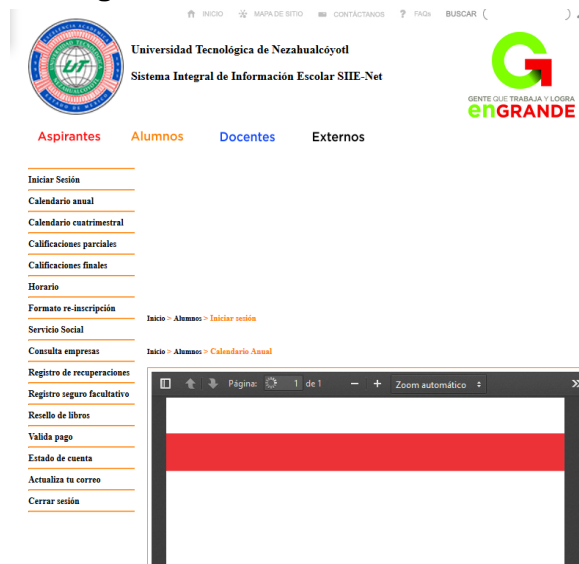 INICIO MAPA DE SITIO CONTÁCTANOS ? FAQs BUSCAR ( )
Universidad Tecnológica de Nezahualcóyotl
Sistema Integral de Información Escolar SIIE-Net
GENTE QUE TRABAJA Y LOGRA
enGRANDE
Aspirantes Alumnos Docentes Externos
Iniciar Sesión
Calendario anual
Calendario cuatrimestral
Calificaciones parciales
Calificaciones finales
Horario
Formato re-inscripción
Inicio > Alumnos > Iniciar sesión
Servicio Social
Consulta empresas
Inicio > Alumnos > Calendario Anual
Registro de recuperaciones
Página: 1 de 1 − + Zoom automático
Registro seguro facultativo
Resello de libros
Valida pago
Estado de cuenta
Actualiza tu correo
Cerrar sesión